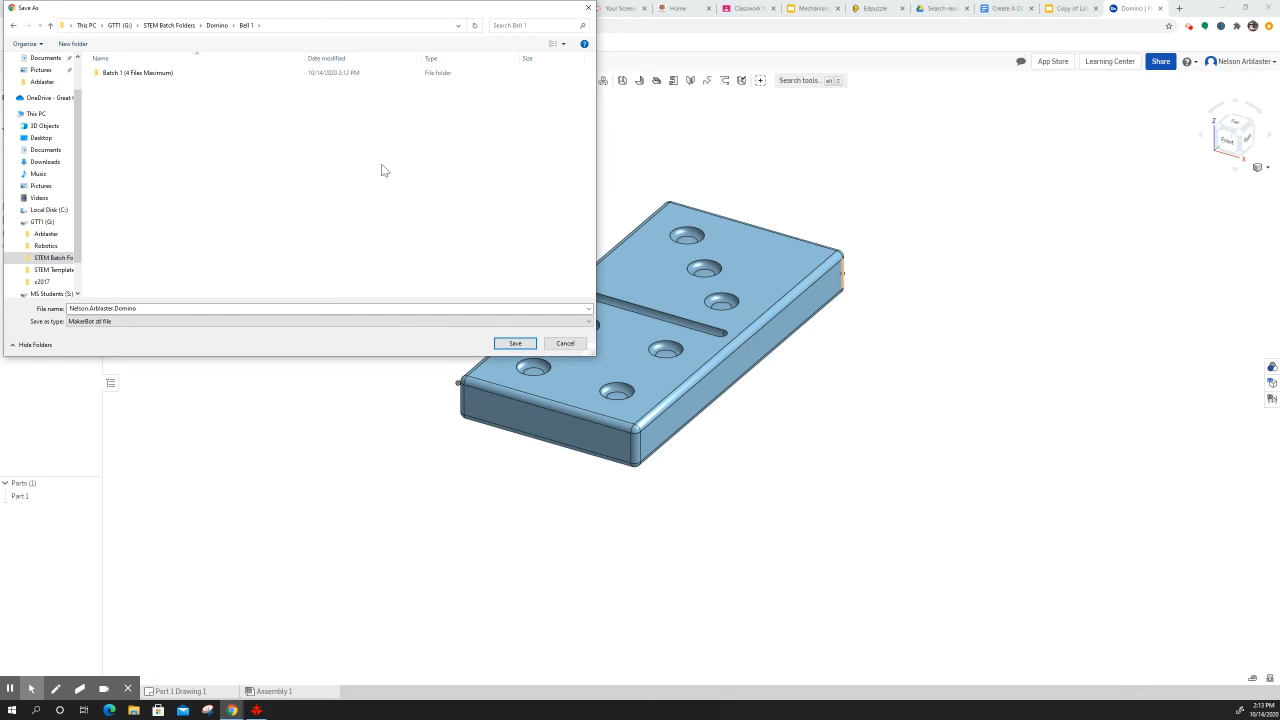 Save As
Your Screen
Home
Classwork f
Mechanism
Edpuzzle
Search resu
Create A D
Copy of Lab
Domino | P
This PC > GTT1 (G:) > STEM Batch Folders > Domino > Bell 1 >
Search Bell 1
Organize
New folder
Documents
Name
Date modified
Type
Size
Pictures
Batch 1 (4 Files Maximum)
10/14/2020 2:12 PM
File folder
Arblaster
OneDrive - Great
This PC
3D Objects
Desktop
Documents
Downloads
Music
Pictures
Videos
Local Disk (C:)
GTT1 (G:)
Arblaster
Robotics
STEM Batch Fo
STEM Template
z2017
MS Students (S:)
File name: Nelson.Arblaster.Domino
Save as type: MakerBot stl file
Hide Folders
Save
Cancel
App Store
Learning Center
Share
Nelson Arblaster
Search tools...
alt C
Z
Top
Front
Right
X
Parts (1)
Part 1
Part 1 Drawing 1
Assembly 1
2:13 PM
10/14/2020